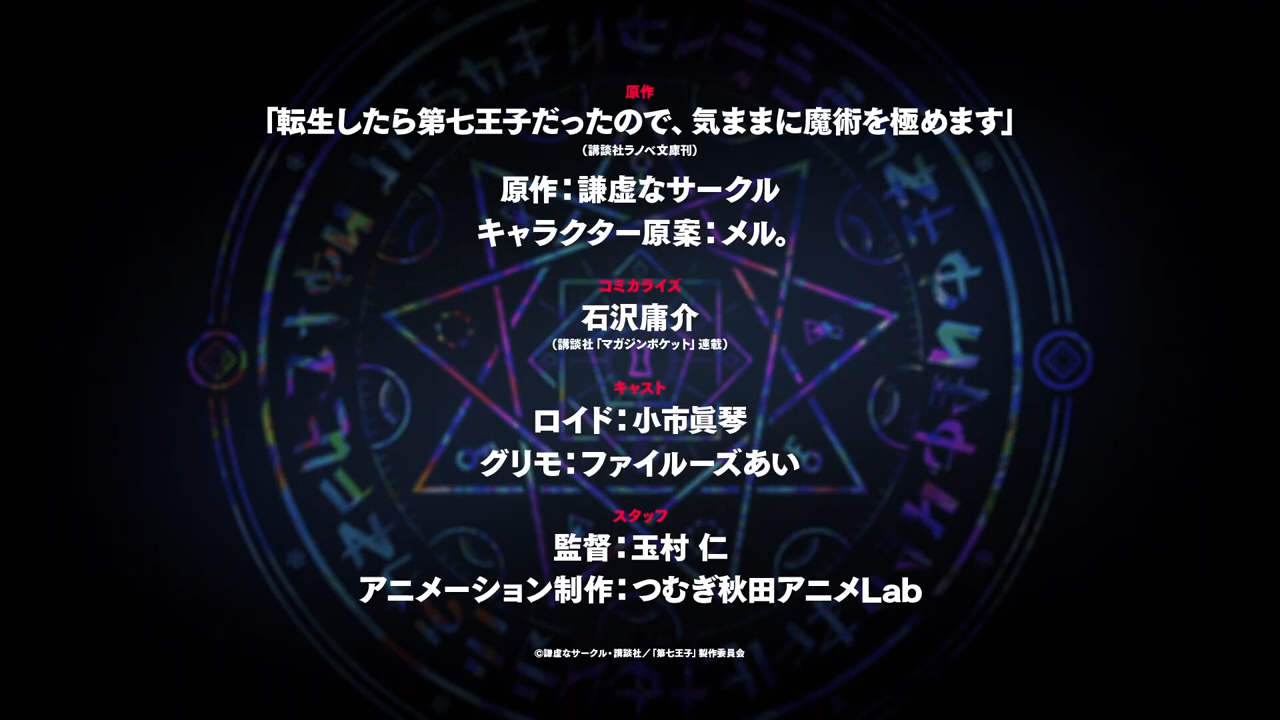 原作
「転生したら第七王子だったので、気ままに魔術を極めます」
（講談社ラノベ文庫刊）
原作：謙虚なサークル
キャラクター原案：メル。
コミカライズ
石沢庸介
（講談社「マガジンポケット」連載）
キャスト
ロイド：小市眞琴
グリモ：ファイルーズあい
スタッフ
監督：玉村 仁
アニメーション制作：つむぎ秋田アニメLab
©謙虚なサークル・講談社／「第七王子」製作委員会